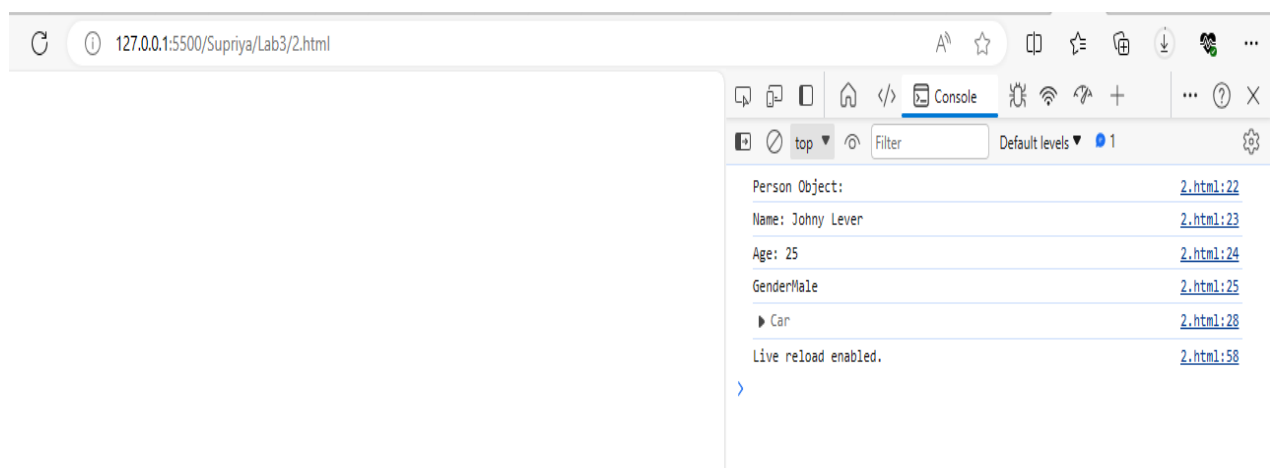 127.0.0.1:5500/Supriya/Lab3/2.html
Console
top Filter Default levels 1
Person Object: 2.html:22
Name: Johny Lever 2.html:23
Age: 25 2.html:24
GenderMale 2.html:25
Car 2.html:28
Live reload enabled. 2.html:58